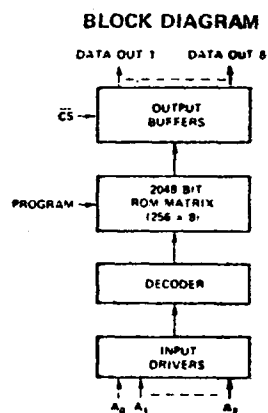 BLOCK DIAGRAM
DATA OUT 1 DATA OUT 8
CS
OUTPUT
BUFFERS
PROGRAM
2048 BIT
ROM MATRIX
(256 x 8)
DECODER
INPUT
DRIVERS
A0 A1